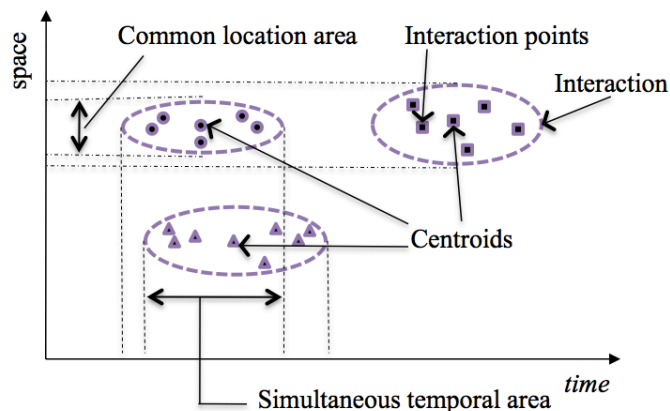 Common location area
Interaction points
Interaction
space
Centroids
time
Simultaneous temporal area